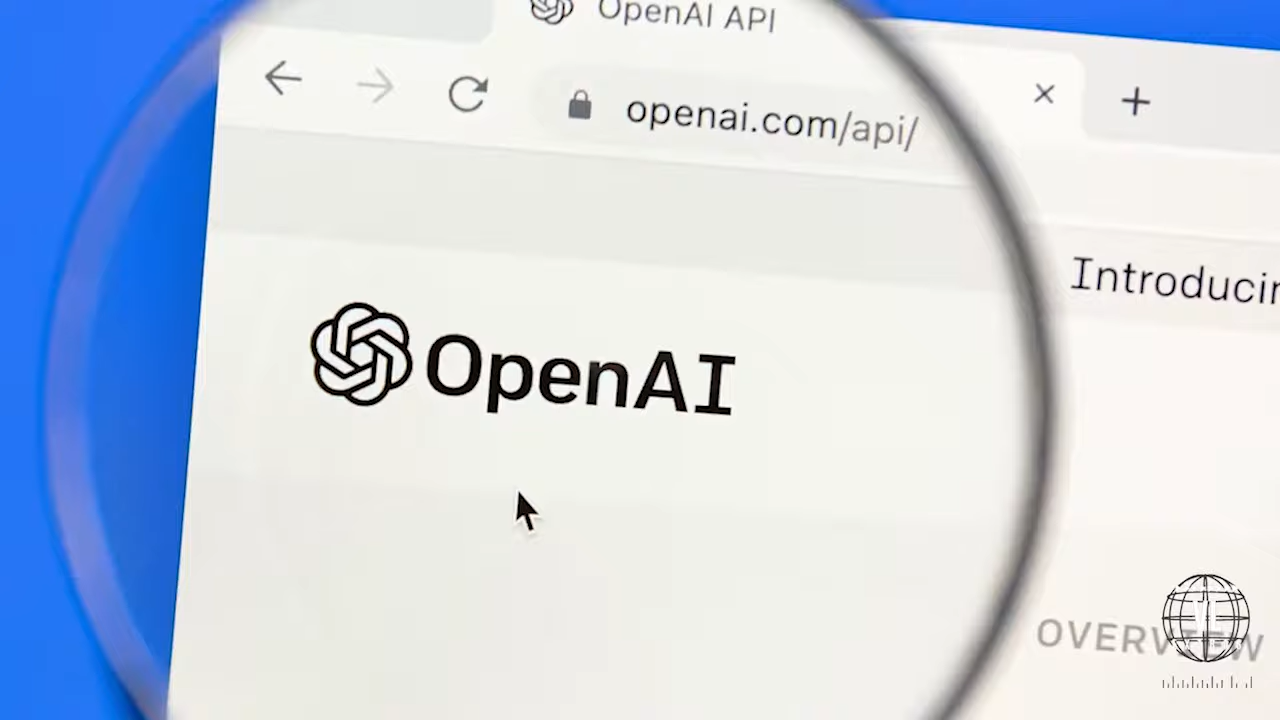 OpenAI API
openai.com/api/
Introducin
OpenAI
OVERVIEW